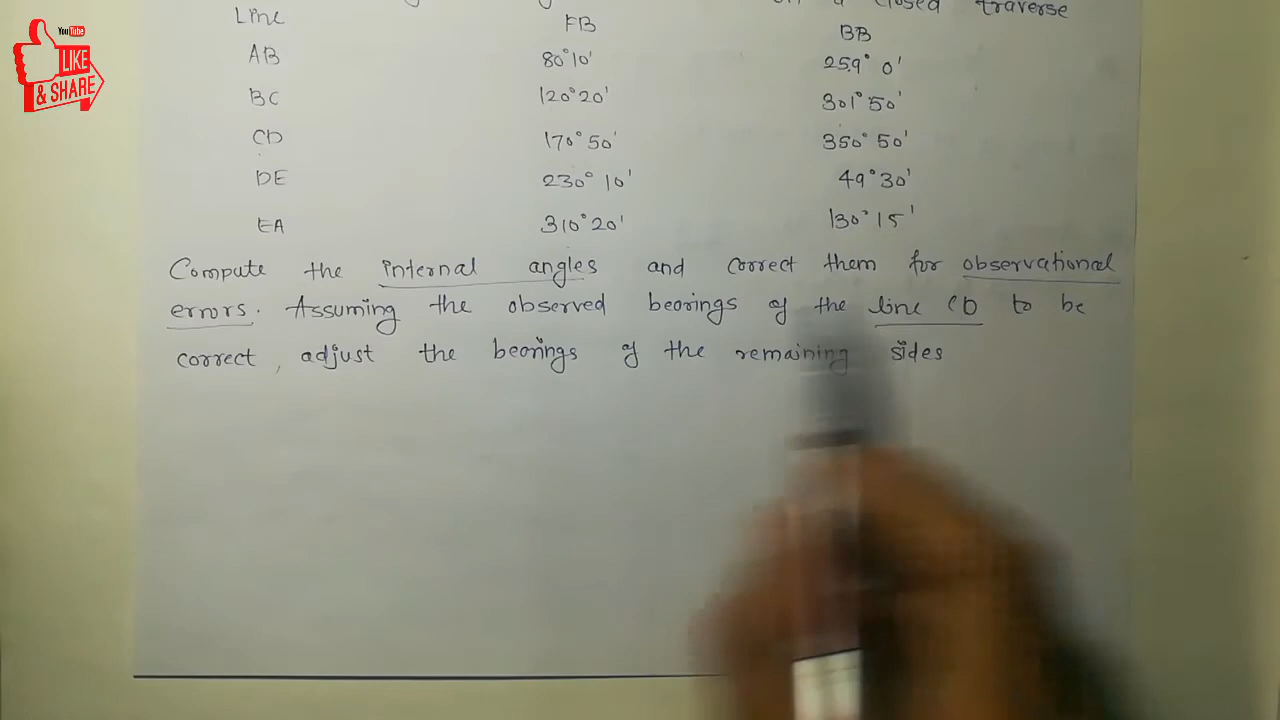 YouTube
LIKE
& SHARE
closed traverse
Line FB BB
AB 80°10' 259° 0'
BC 120°20' 301°50'
CD 170°50' 350°50'
DE 230°10' 49°30'
EA 310°20' 130°15'
Compute the internal angles and correct them for observational
errors. Assuming the observed bearings of the line CD to be
correct, adjust the bearings of the remaining sides